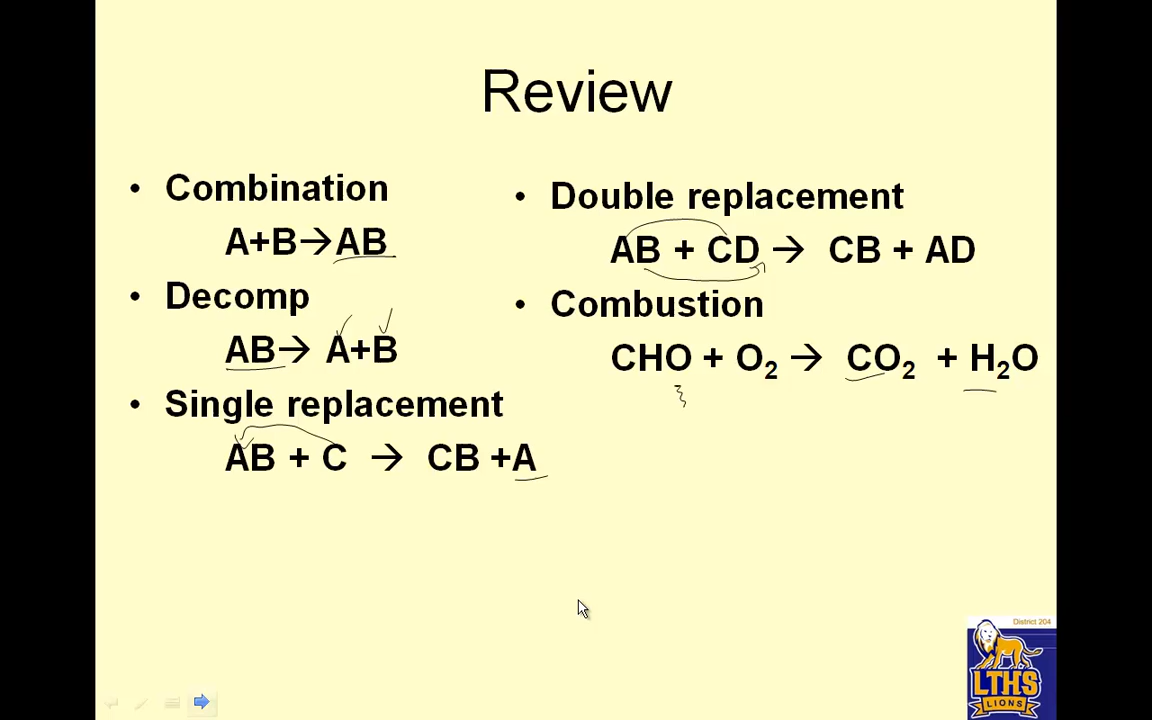 Review
• Combination
A+B→AB
• Decomp
AB→ A+B
• Single replacement
AB + C → CB +A
• Double replacement
AB + CD → CB + AD
• Combustion
CHO + O₂ → CO₂ + H₂O
District 204
LTHS
LIONS